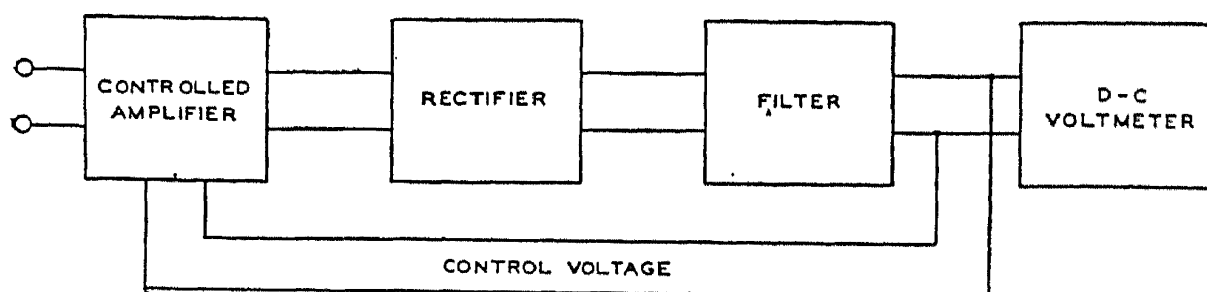 CONTROLLED
AMPLIFIER
RECTIFIER
FILTER
D-C
VOLTMETER
CONTROL VOLTAGE